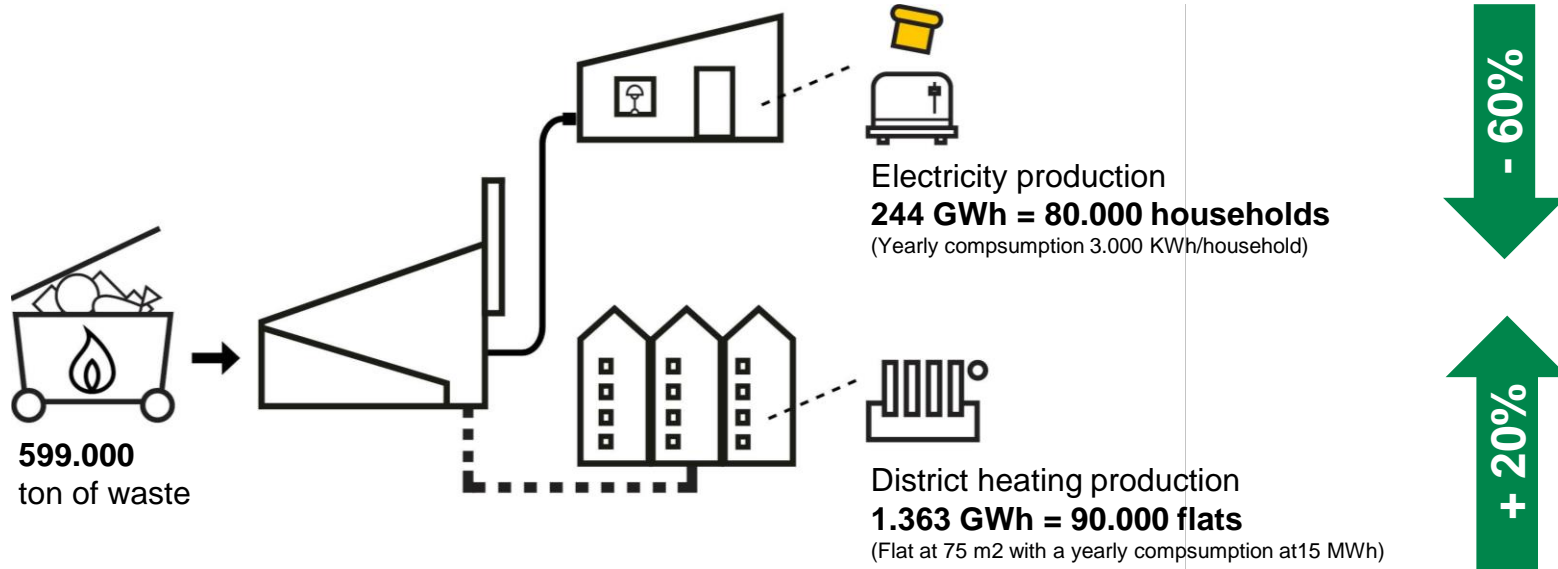 599.000
ton of waste
Electricity production
244 GWh = 80.000 households
(Yearly compsumption 3.000 KWh/household)
- 60%
District heating production
1.363 GWh = 90.000 flats
(Flat at 75 m2 with a yearly compsumption at15 MWh)
+ 20%